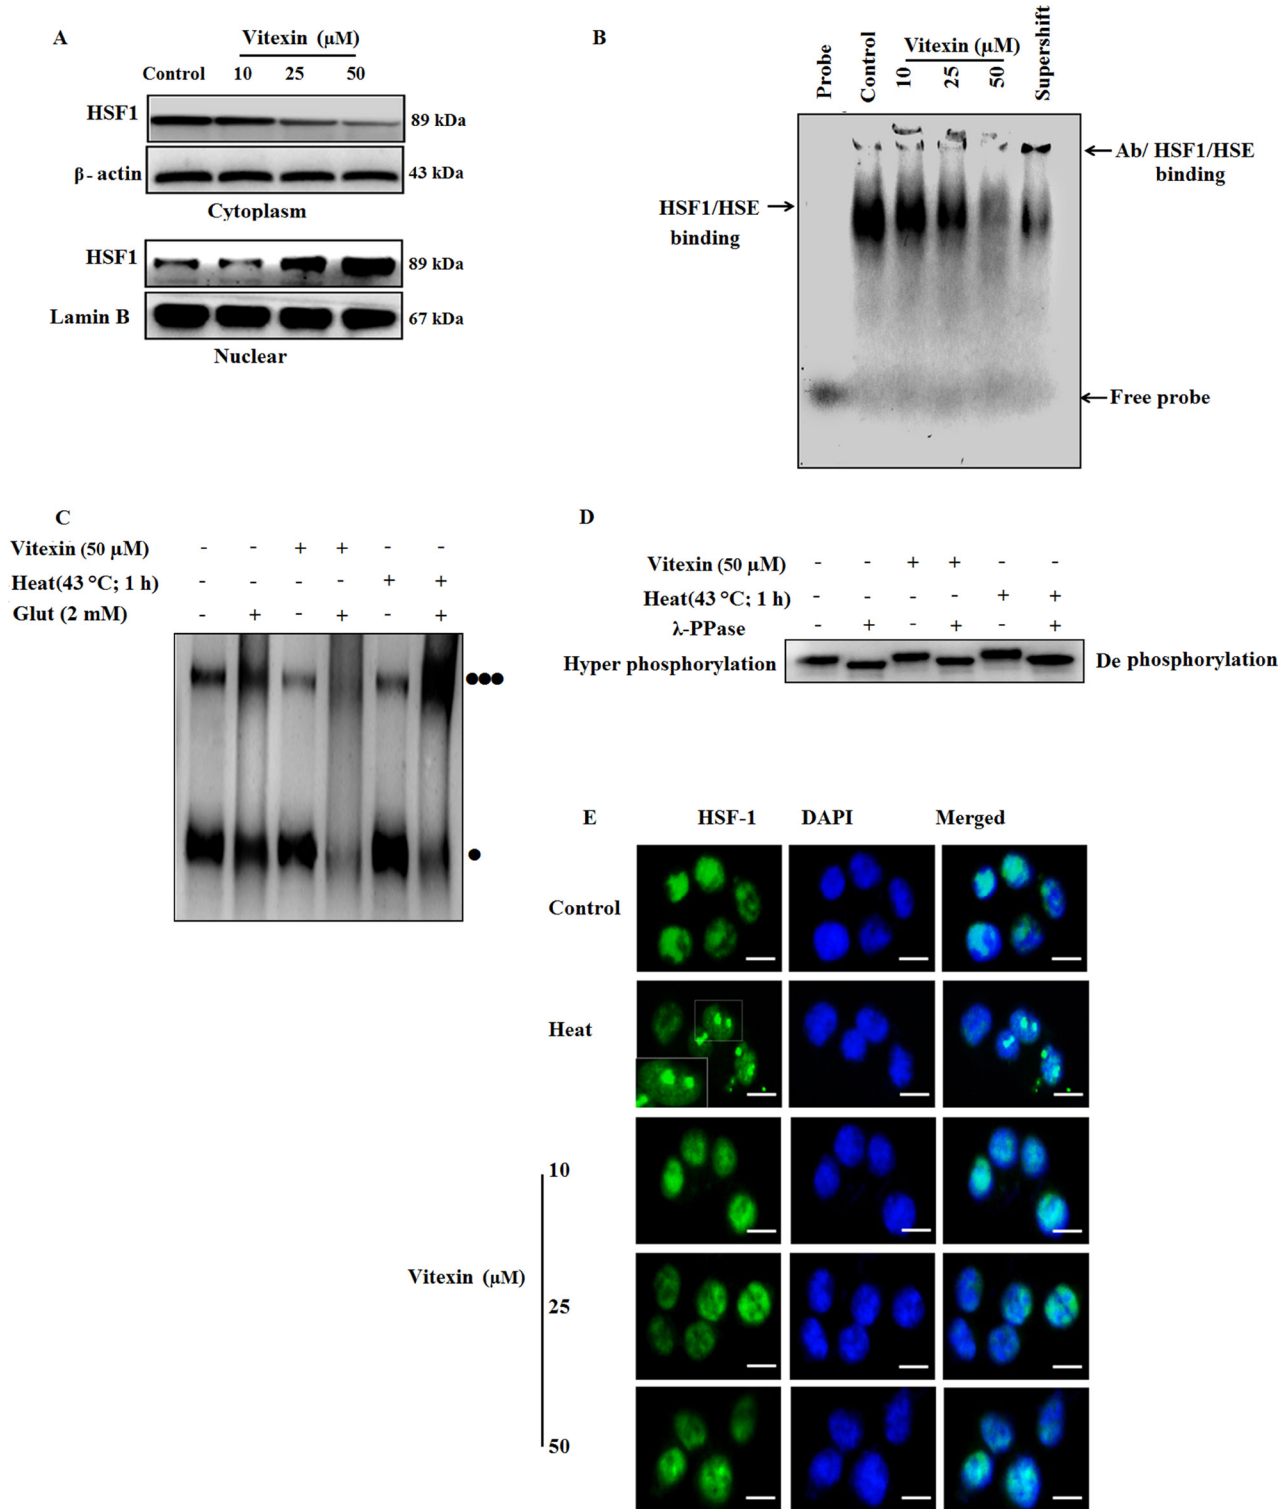 A
Vitexin (µM)
Control 10 25 50
HSF1 89 kDa
β- actin 43 kDa
Cytoplasm
HSF1 89 kDa
Lamin B 67 kDa
Nuclear
B
Probe
Control
Vitexin (µM)
10
25
50
Supershift
Ab/ HSF1/HSE
binding
HSF1/HSE
binding
Free probe
C
Vitexin (50 µM) - - + + - -
Heat(43 °C; 1 h) - - - - + +
Glut (2 mM) - + - + - +
D
Vitexin (50 µM) - - + + - -
Heat(43 °C; 1 h) - - - - + +
λ-PPase - + - + - +
Hyper phosphorylation De phosphorylation
E HSF-1 DAPI Merged
Control
Heat
10
Vitexin (µM)
25
50